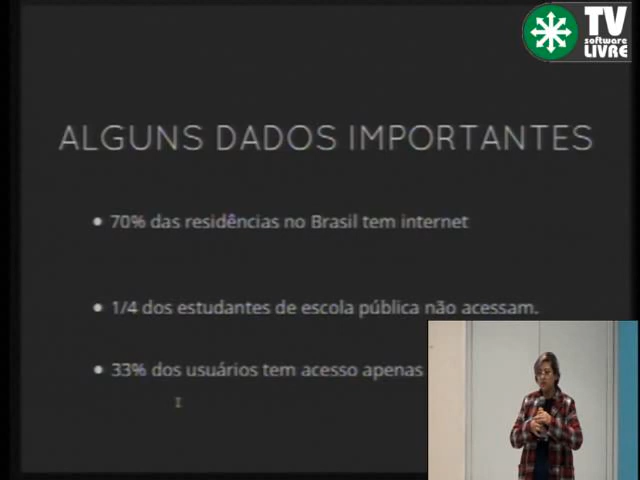 TV
software
LIVRE
ALGUNS DADOS IMPORTANTES
70% das residências no Brasil tem internet
1/4 dos estudantes de escola pública não acessam.
33% dos usuários tem acesso apenas